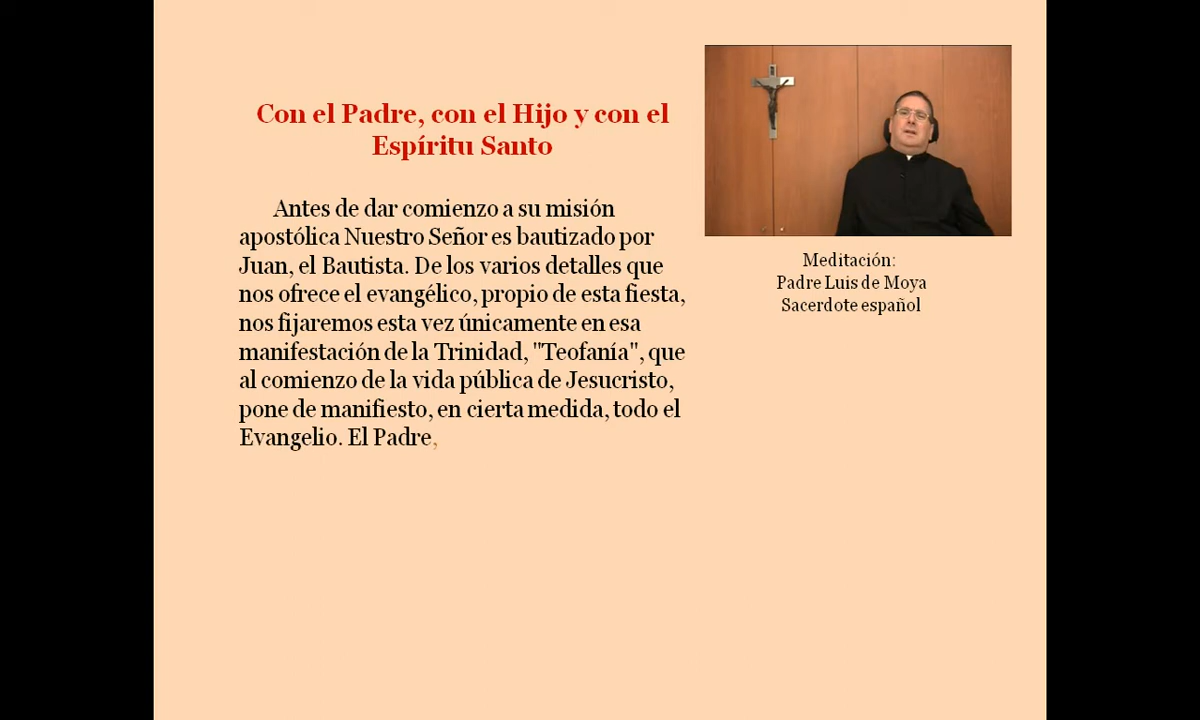 Con el Padre, con el Hijo y con el
Espíritu Santo
Antes de dar comienzo a su misión
apostólica Nuestro Señor es bautizado por
Juan, el Bautista. De los varios detalles que
nos ofrece el evangélico, propio de esta fiesta,
nos fijaremos esta vez únicamente en esa
manifestación de la Trinidad, "Teofanía", que
al comienzo de la vida pública de Jesucristo,
pone de manifiesto, en cierta medida, todo el
Evangelio. El Padre,
Meditación:
Padre Luis de Moya
Sacerdote español